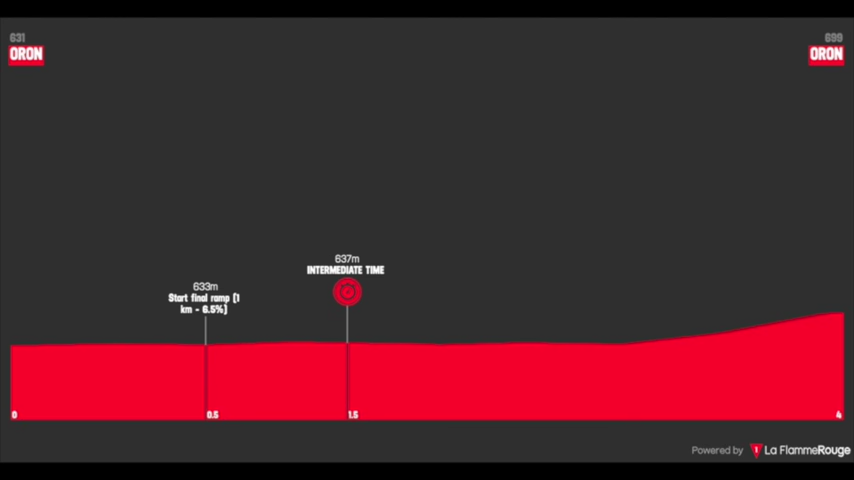 631
ORON
699
ORON
637m
INTERMEDIATE TIME
633m
Start final ramp (1
km - 6.5%)
0
0.5
1.5
4
Powered by 1 La FlammeRouge